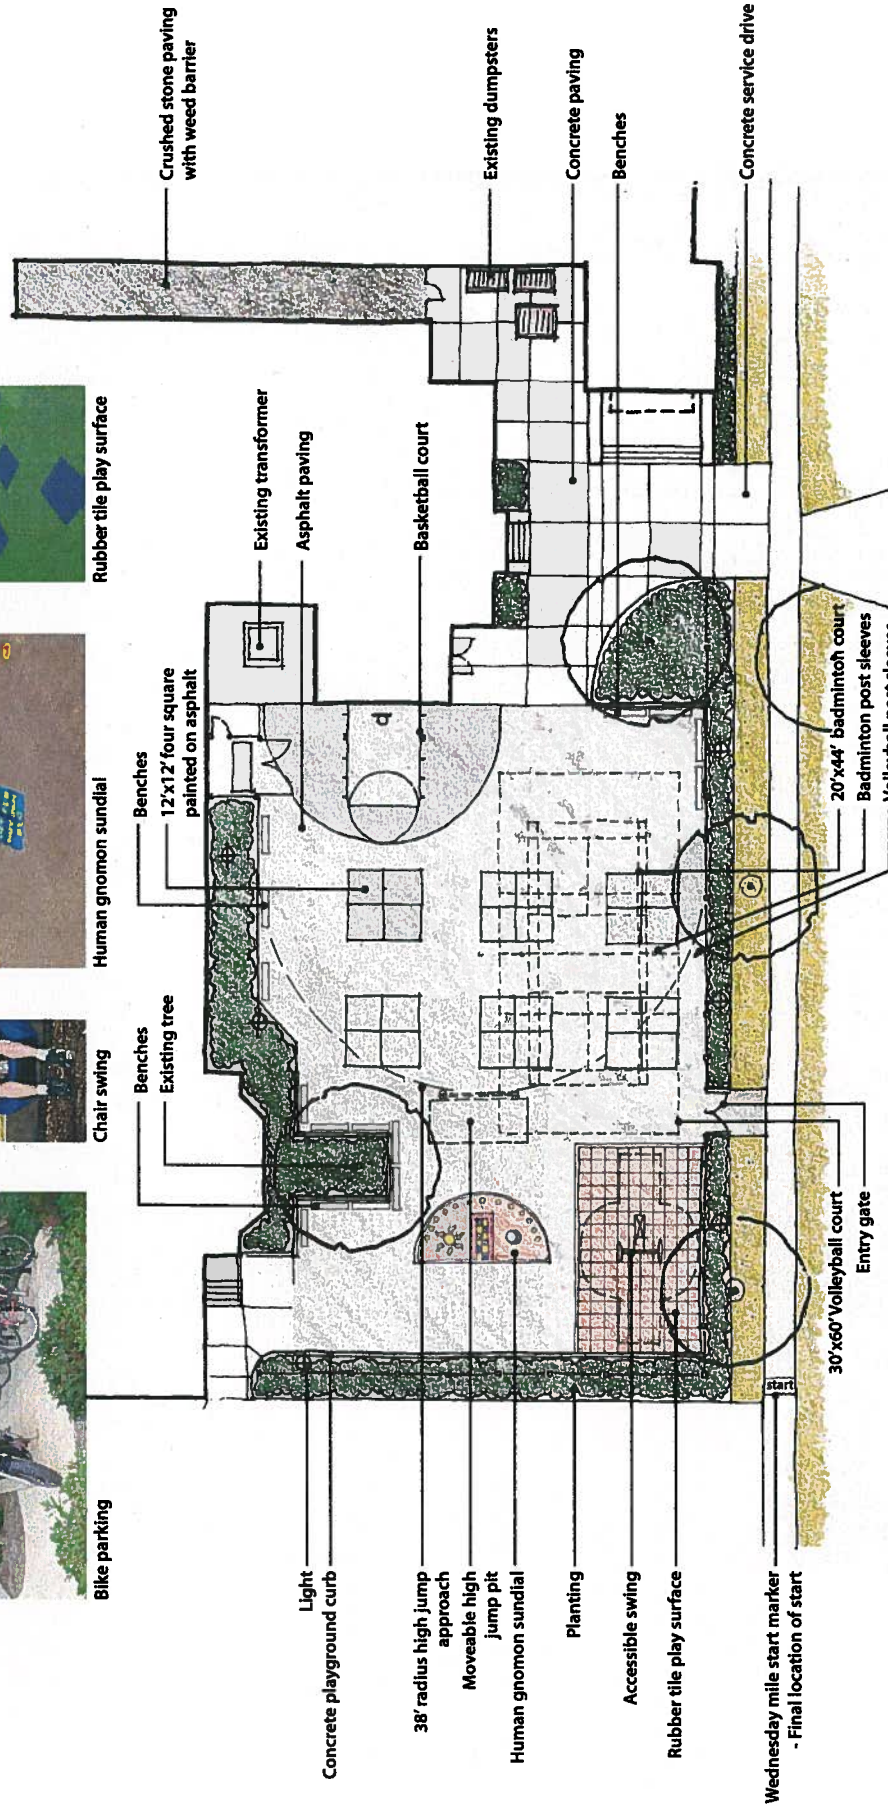 Bike parking
Chair swing
Human gnomon sundial
Rubber tile play surface
Benches
Existing tree
Benches
12'x12' four square
painted on asphalt
Existing transformer
Asphalt paving
Basketball court
Crushed stone paving
with weed barrier
Existing dumpsters
Concrete paving
Benches
Concrete service drive
Light
Concrete playground curb
38' radius high jump
approach
Moveable high
jump pit
Human gnomon sundial
Planting
Accessible swing
Rubber tile play surface
Wednesday mile start marker
- Final location of start
start
30'x60' Volleyball court
Entry gate
20'x44' badminton court
Badminton post sleeves